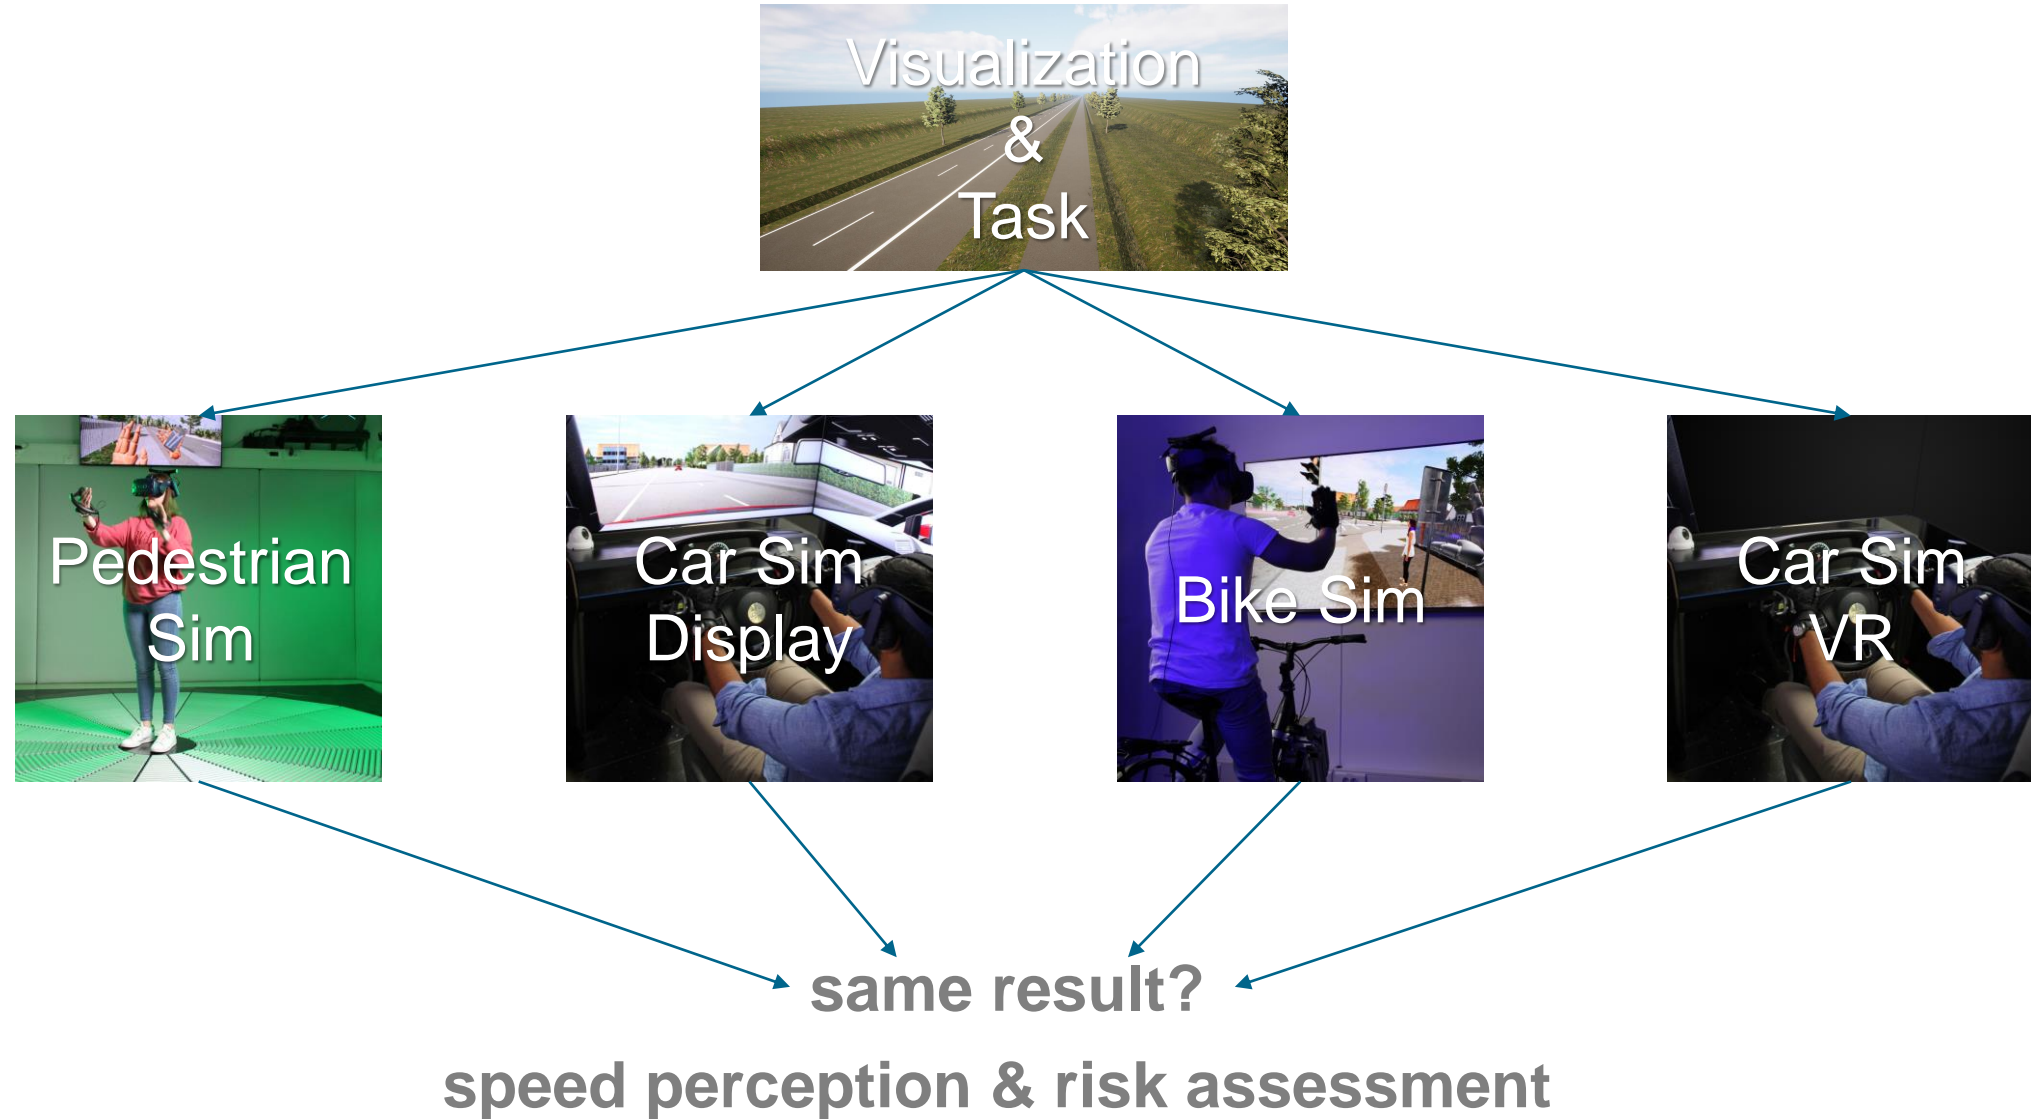 Visualization
&
Task
Pedestrian
Sim
Car Sim
Display
Bike Sim
Car Sim
VR
same result?
speed perception & risk assessment